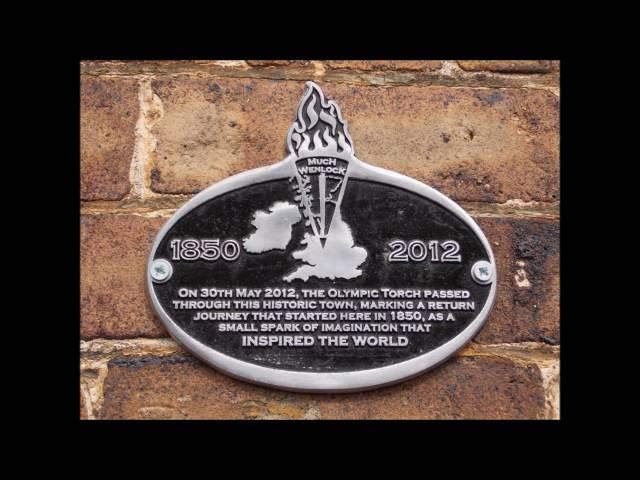 MUCH
WENLOCK
1850 2012
ON 30TH MAY 2012, THE OLYMPIC TORCH PASSED
THROUGH THIS HISTORIC TOWN, MARKING A RETURN
JOURNEY THAT STARTED HERE IN 1850, AS A
SMALL SPARK OF IMAGINATION THAT
INSPIRED THE WORLD